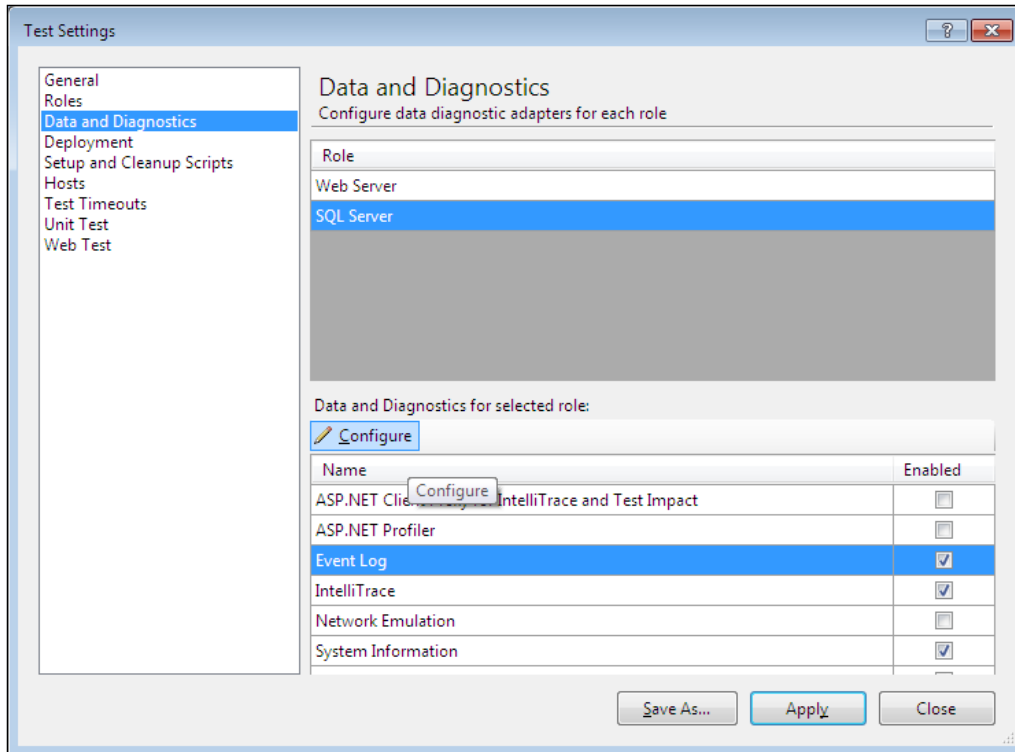 Test Settings
?
General
Roles
Data and Diagnostics
Deployment
Setup and Cleanup Scripts
Hosts
Test Timeouts
Unit Test
Web Test
Data and Diagnostics
Configure data diagnostic adapters for each role
Role
Web Server
SQL Server
Data and Diagnostics for selected role:
Configure
Name Enabled
Configure
ASP.NET IntelliTrace and Test Impact
ASP.NET Profiler
Event Log
IntelliTrace
Network Emulation
System Information
Save As... Apply Close